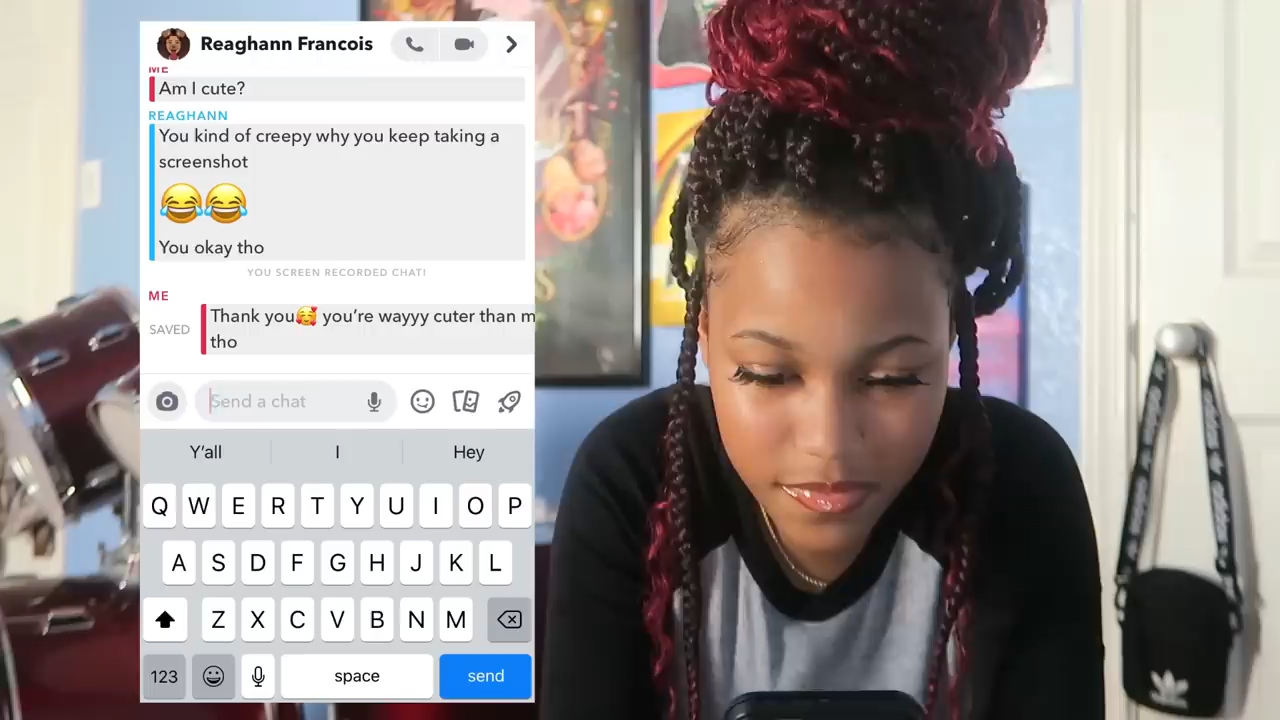 Reaghann Francois
ME
Am I cute?
REAGHANN
You kind of creepy why you keep taking a
screenshot
😂😂
You okay tho
YOU SCREEN RECORDED CHAT!
ME
SAVED
Thank you🥰 you’re wayyy cuter than m
tho
Send a chat
Y’all I Hey
Q W E R T Y U I O P
A S D F G H J K L
Z X C V B N M
123 space send
adidas
adidas